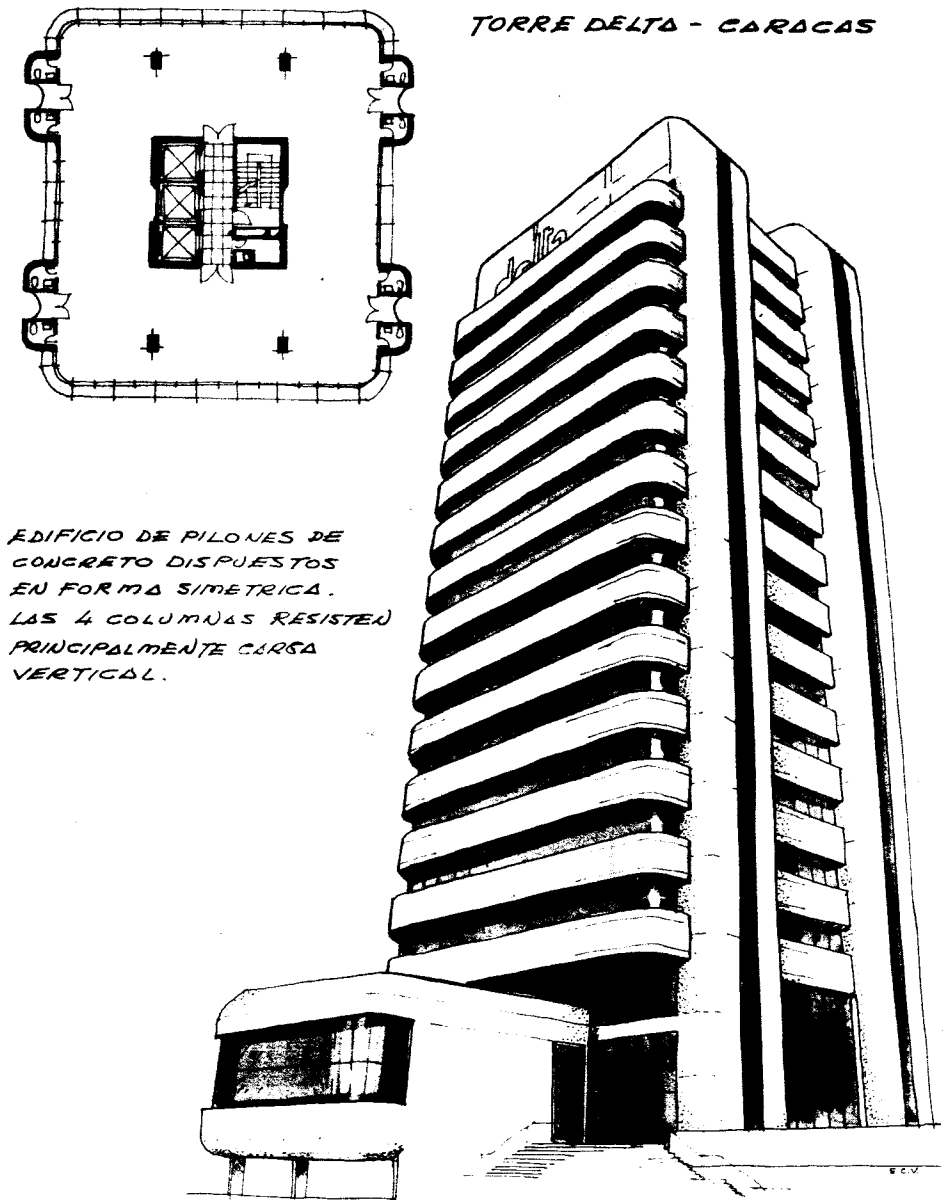 TORRE DELTA - CARACAS
delta
EDIFICIO DE PILONES DE
CONCRETO DISPUESTOS
EN FORMA SIMETRICA.
LAS 4 COLUMNAS RESISTEN
PRINCIPALMENTE CARGA
VERTICAL.
E.C.V.